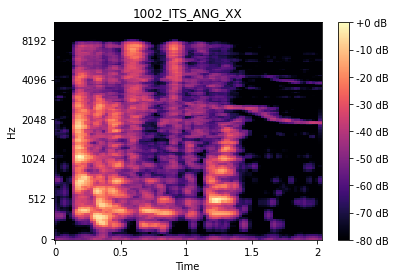 1002_ITS_ANG_XX
+0 dB
8192
-10 dB
4096
-20 dB
-30 dB
2048
Hz
-40 dB
1024
-50 dB
512
-60 dB
-70 dB
0
-80 dB
0
0.5
1
1.5
2
Time